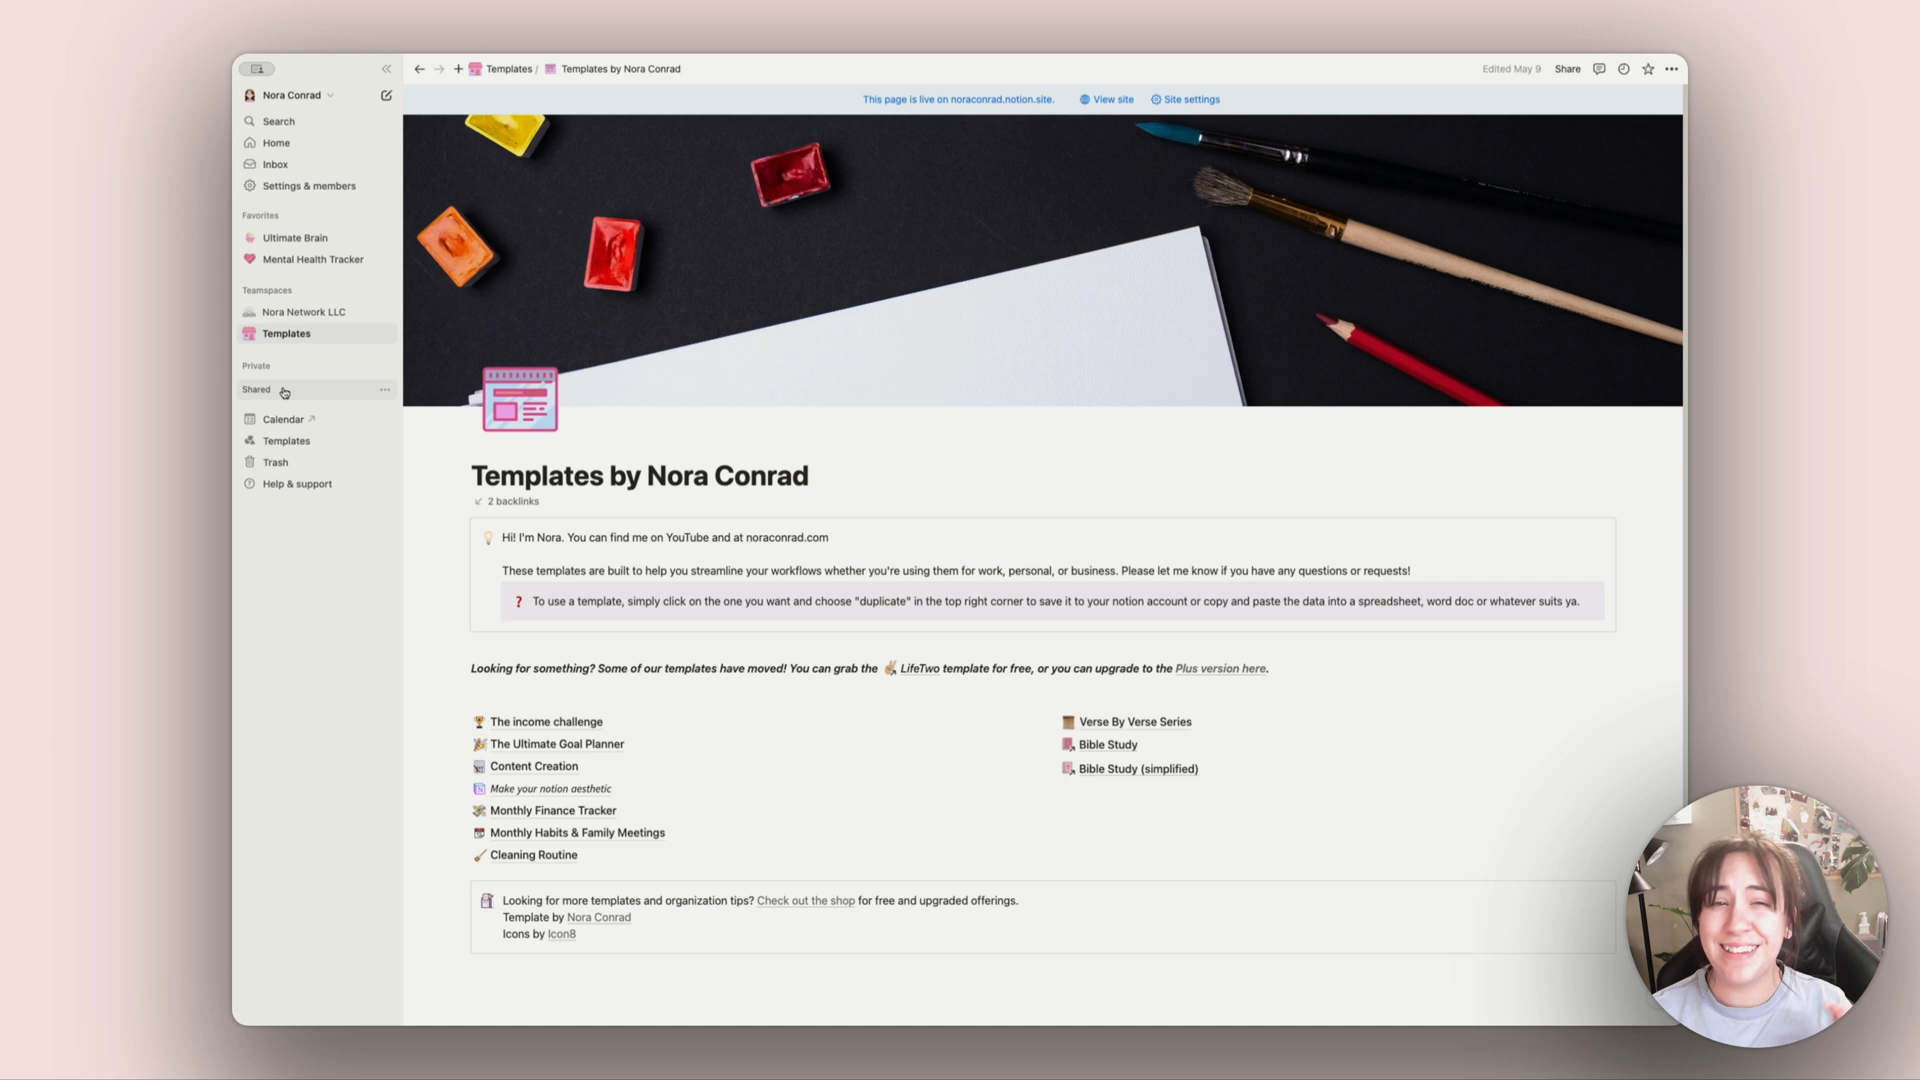 Templates / Templates by Nora Conrad
Edited May 9 Share
Nora Conrad
Search
Home
Inbox
Settings & members
Favorites
Ultimate Brain
Mental Health Tracker
Teamspaces
Nora Network LLC
Templates
Private
Shared
Calendar
Templates
Trash
Help & support
This page is live on noraconrad.notion.site. View site Site settings
Templates by Nora Conrad
2 backlinks
Hi! I'm Nora. You can find me on YouTube and at noraconrad.com
These templates are built to help you streamline your workflows whether you're using them for work, personal, or business. Please let me know if you have any questions or requests!
To use a template, simply click on the one you want and choose "duplicate" in the top right corner to save it to your notion account or copy and paste the data into a spreadsheet, word doc or whatever suits ya.
Looking for something? Some of our templates have moved! You can grab the LifeTwo template for free, or you can upgrade to the Plus version here.
The income challenge
The Ultimate Goal Planner
Content Creation
Make your notion aesthetic
Monthly Finance Tracker
Monthly Habits & Family Meetings
Cleaning Routine
Verse By Verse Series
Bible Study
Bible Study (simplified)
Looking for more templates and organization tips? Check out the shop for free and upgraded offerings.
Template by Nora Conrad
Icons by Icon8